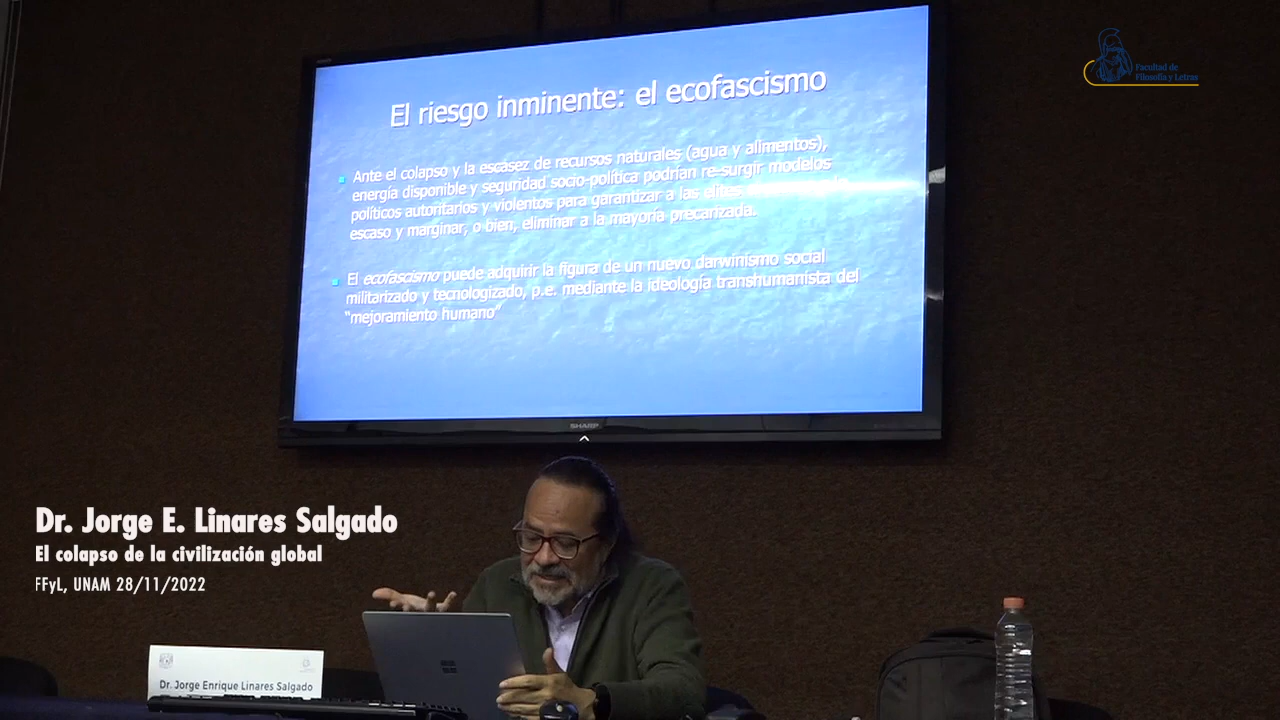 El riesgo inminente: el ecofascismo
Ante el colapso y la escasez de recursos naturales (agua y alimentos),
energía disponible y seguridad socio-política podrían re-surgir modelos
políticos autoritarios y violentos para garantizar a las elites
escaso y marginar, o bien, eliminar a la mayoría precarizada.
El ecofascismo puede adquirir la figura de un nuevo darwinismo social
militarizado y tecnologizado, p.e. mediante la ideología transhumanista del
"mejoramiento humano"
SHARP
Facultad de
Filosofía y Letras
Dr. Jorge E. Linares Salgado
El colapso de la civilización global
FFyL, UNAM 28/11/2022
Dr. Jorge Enrique Linares Salgado